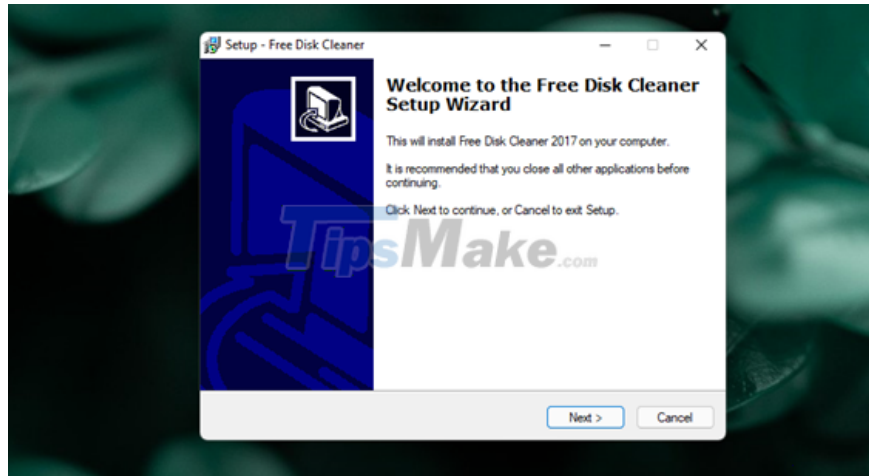 Setup - Free Disk Cleaner
Welcome to the Free Disk Cleaner
Setup Wizard
This will install Free Disk Cleaner 2017 on your computer.
It is recommended that you close all other applications before
continuing.
Click Next to continue, or Cancel to exit Setup.
TipsMake.com
Next >
Cancel